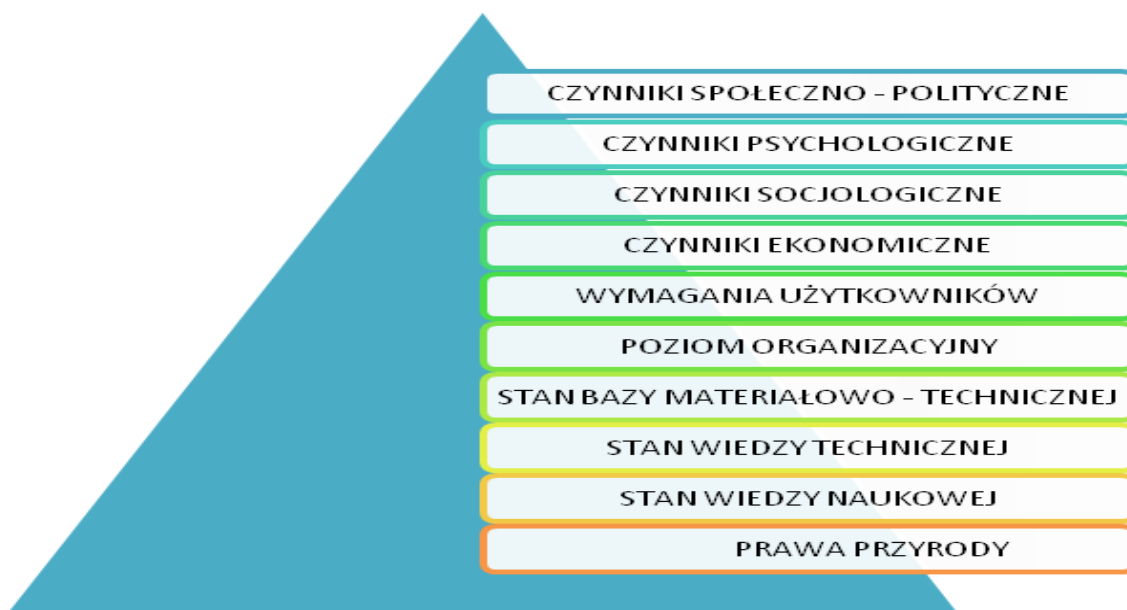 CZYNNIKI SPOŁECZNO - POLITYCZNE
CZYNNIKI PSYCHOLOGICZNE
CZYNNIKI SOCJOLOGICZNE
CZYNNIKI EKONOMICZNE
WYMAGANIA UŻYTKOWNIKÓW
POZIOM ORGANIZACYJNY
STAN BAZY MATERIAŁOWO - TECHNICZNEJ
STAN WIEDZY TECHNICZNEJ
STAN WIEDZY NAUKOWEJ
PRAWA PRZYRODY